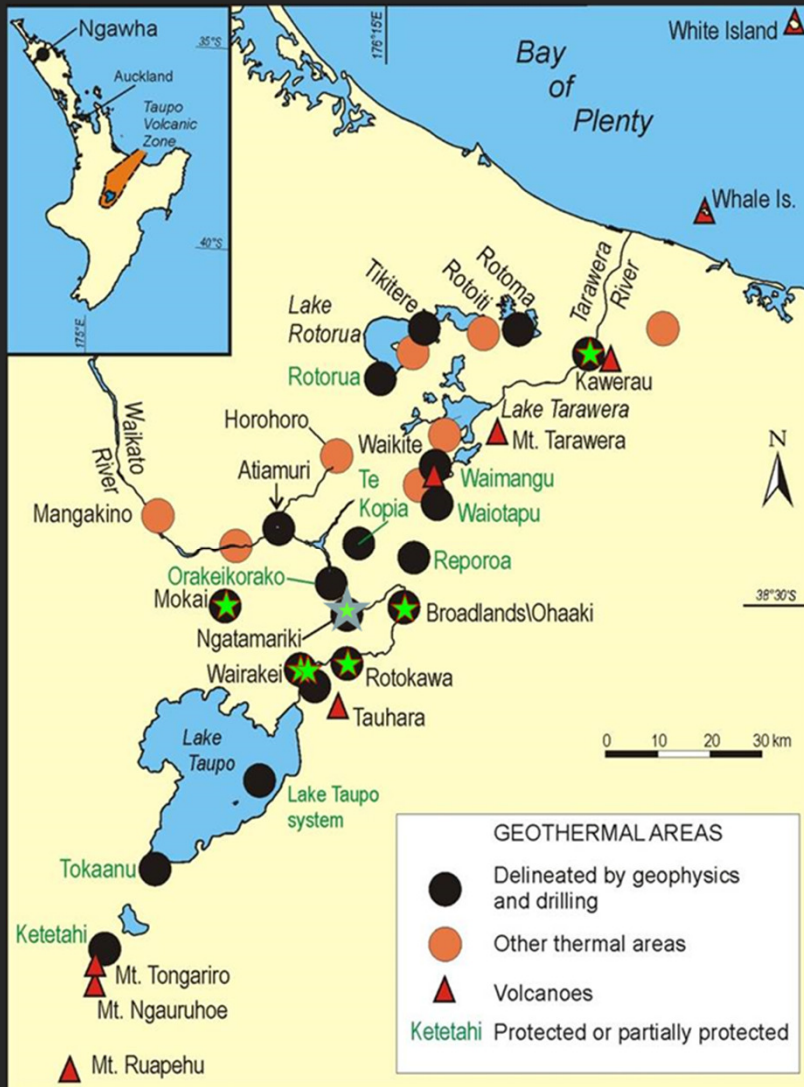 Ngawha
35°S
Auckland
Taupo
Volcanic
Zone
40°S
175°E
176°15'E
White Island
Bay
of
Plenty
Whale Is.
Tarawera
River
Rotoma
Rotoiti
Tikitere
Lake
Rotorua
Rotorua
Kawerau
Lake Tarawera
Mt. Tarawera
Waikato
River
Horohoro
Waikite
Atiamuri
Te
Kopia
Waimangu
Waiotapu
Mangakino
Reporoa
Orakeikorako
Mokai
Broadlands\Ohaaki
38°30'S
N
Ngatamariki
Wairakei
Rotokawa
Tauhara
0 10 20 30 km
Lake
Taupo
Lake Taupo
system
Tokaanu
Ketetahi
Mt. Tongariro
Mt. Ngauruhoe
Mt. Ruapehu
GEOTHERMAL AREAS
Delineated by geophysics
and drilling
Other thermal areas
Volcanoes
Ketetahi Protected or partially protected